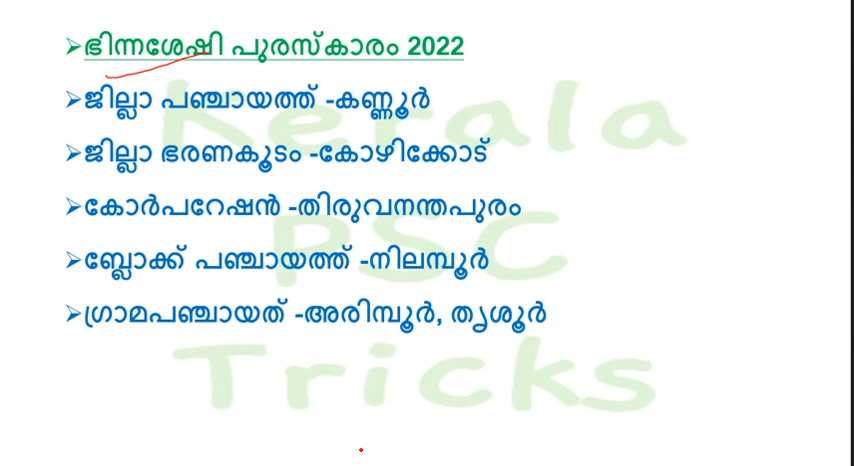 ➢ഭിന്നശേഷി പുരസ്കാരം 2022
➢ജില്ലാ പഞ്ചായത്ത് -കണ്ണൂർ
➢ജില്ലാ ഭരണകൂടം -കോഴിക്കോട്
➢കോർപറേഷൻ -തിരുവനന്തപുരം
➢ബ്ലോക്ക് പഞ്ചായത്ത് -നിലമ്പൂർ
➢ഗ്രാമപഞ്ചായത് -അരിമ്പൂർ, തൃശൂർ
Kerala
PSC
Tricks